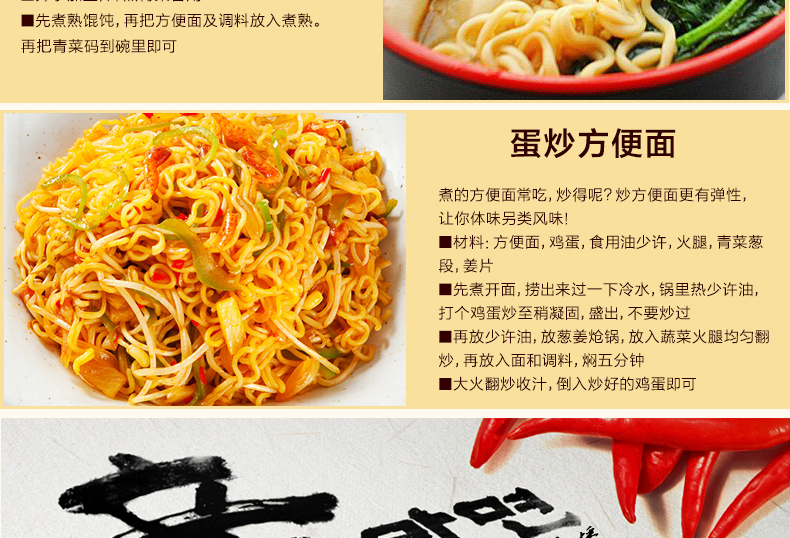 ■先煮熟馄饨，再把方便面及调料放入煮熟。
再把青菜码到碗里即可
蛋炒方便面
煮的方便面常吃，炒得呢？炒方便面更有弹性，
让你体味另类风味！
■材料：方便面，鸡蛋，食用油少许，火腿，青菜葱
段，姜片
■先煮开面，捞出来过一下冷水，锅里热少许油，
打个鸡蛋炒至稍凝固，盛出，不要炒过
■再放少许油，放葱姜炝锅，放入蔬菜火腿均匀翻
炒，再放入面和调料，焖五分钟
■大火翻炒收汁，倒入炒好的鸡蛋即可